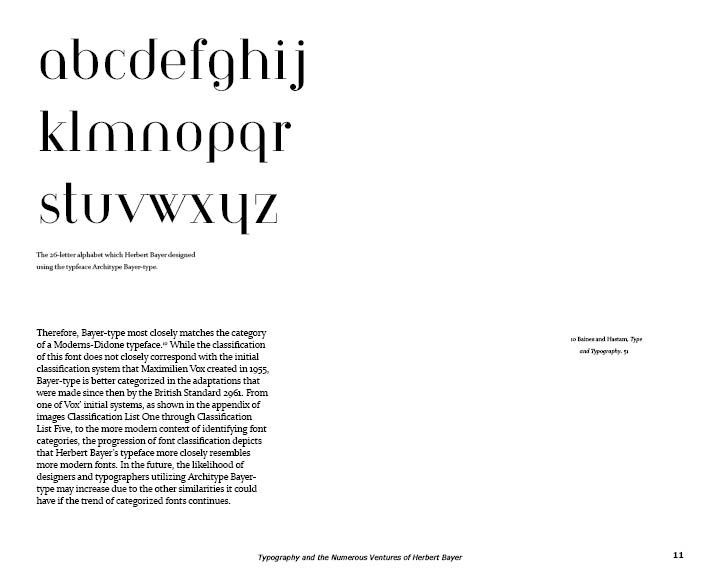 abcdefghij
klmnopqr
stuvwxyz
The 26-letter alphabet which Herbert Bayer designed
using the typfeace Architype Bayer-type.
Therefore, Bayer-type most closely matches the category
of a Moderns-Didone typeface.10 While the classification
of this font does not closely correspond with the initial
classification system that Maximilien Vox created in 1955,
Bayer-type is better categorized in the adaptations that
were made since then by the British Standard 2961. From
one of Vox' initial systems, as shown in the appendix of
images Classification List One through Classification
List Five, to the more modern context of identifying font
categories, the progression of font classification depicts
that Herbert Bayer's typeface more closely resembles
more modern fonts. In the future, the likelihood of
designers and typographers utilizing Architype Bayer-
type may increase due to the other similarities it could
have if the trend of categorized fonts continues.
10 Baines and Hastam, Type
and Typography. 51
Typography and the Numerous Ventures of Herbert Bayer
11